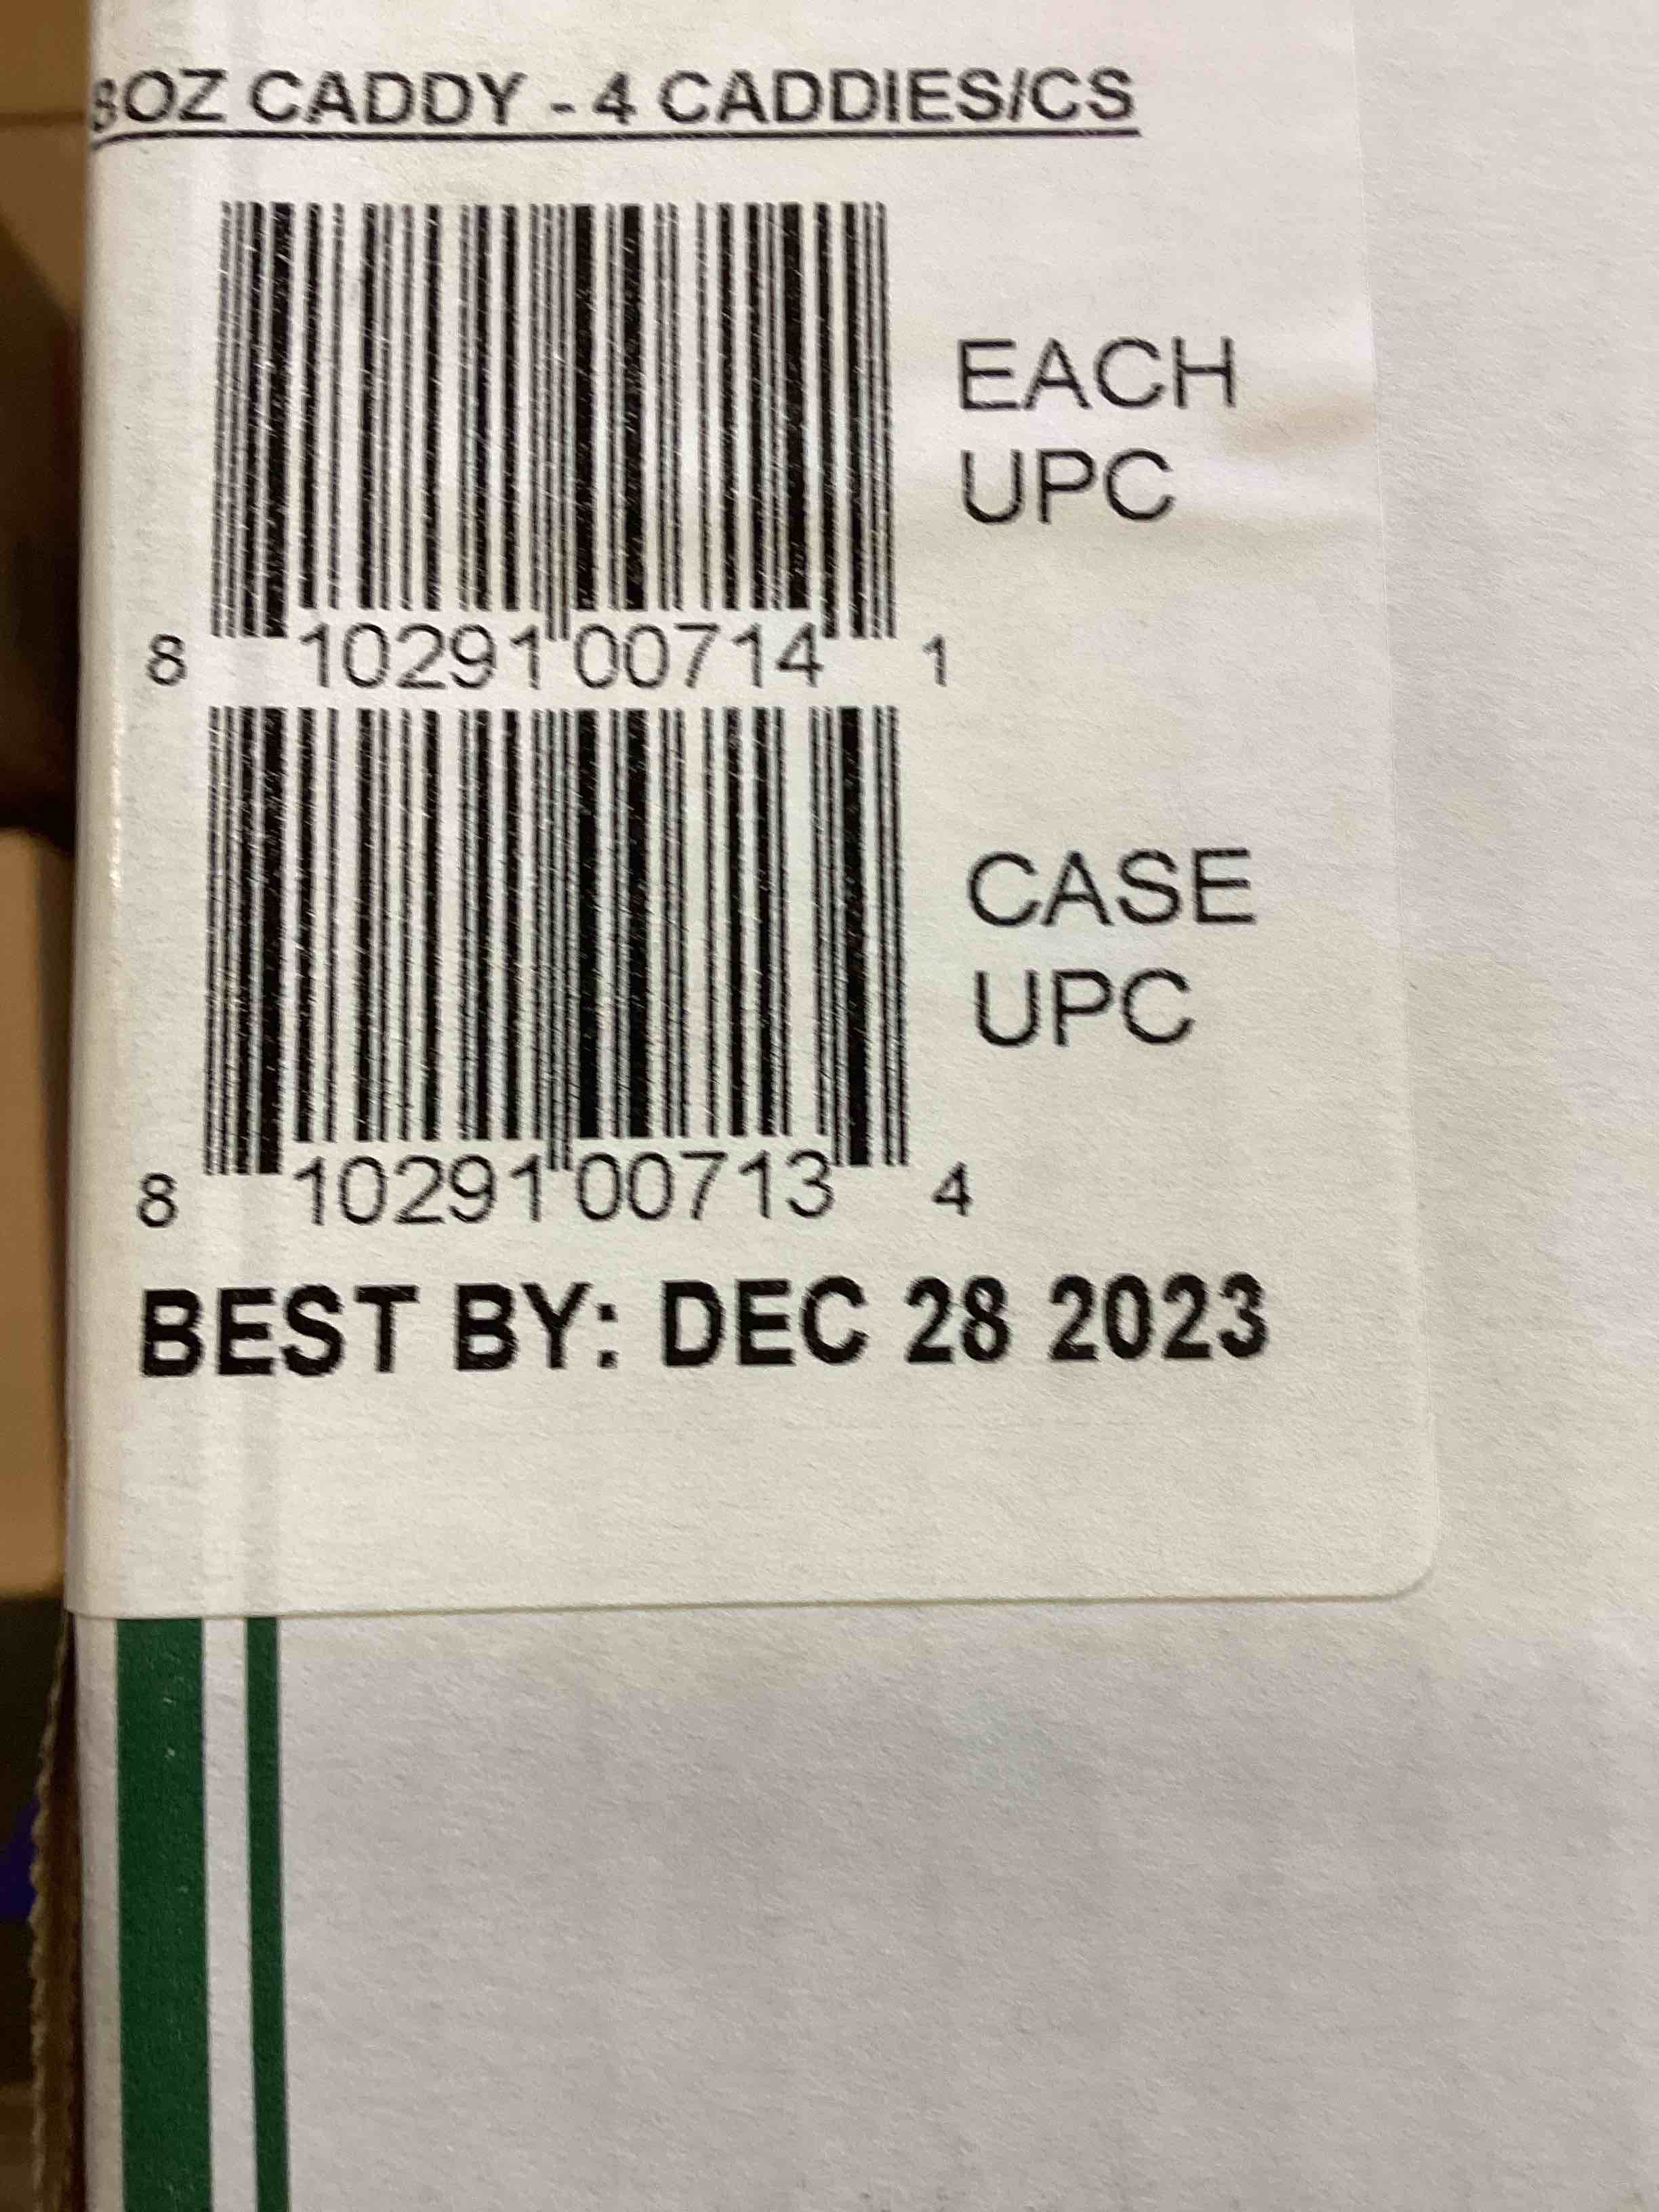 8OZ CADDY - 4 CADDIES/CS
EACH
UPC
8 10291 00714 1
CASE
UPC
8 10291 00713 4
BEST BY: DEC 28 2023